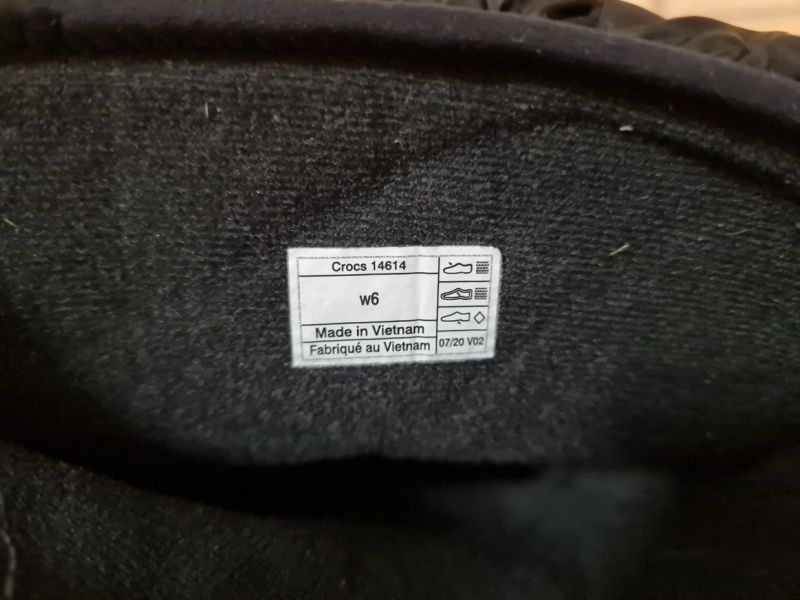 Crocs 14614
w6
Made in Vietnam
Fabriqué au Vietnam
07/20 V02